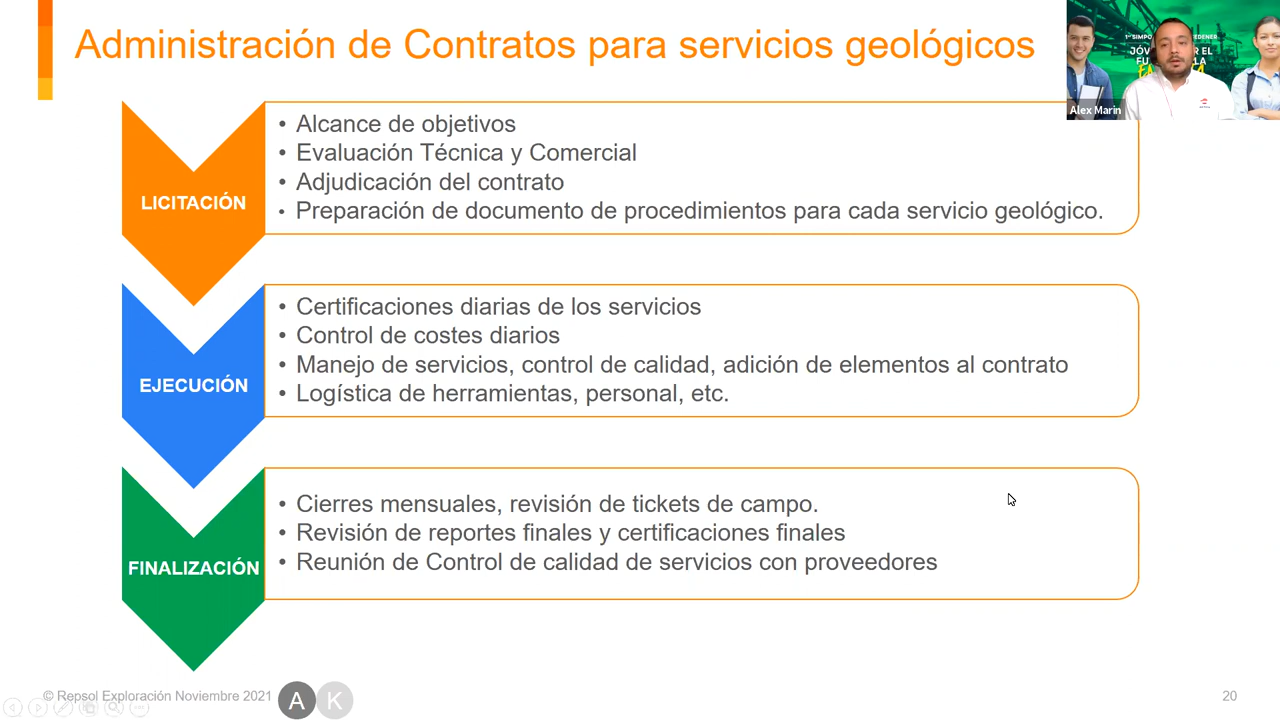 Administración de Contratos para servicios geológicos
Alex Marin
LICITACIÓN
• Alcance de objetivos
• Evaluación Técnica y Comercial
• Adjudicación del contrato
• Preparación de documento de procedimientos para cada servicio geológico.
EJECUCIÓN
• Certificaciones diarias de los servicios
• Control de costes diarios
• Manejo de servicios, control de calidad, adición de elementos al contrato
• Logística de herramientas, personal, etc.
FINALIZACIÓN
• Cierres mensuales, revisión de tickets de campo.
• Revisión de reportes finales y certificaciones finales
• Reunión de Control de calidad de servicios con proveedores
© Repsol Exploración Noviembre 2021
A K
20